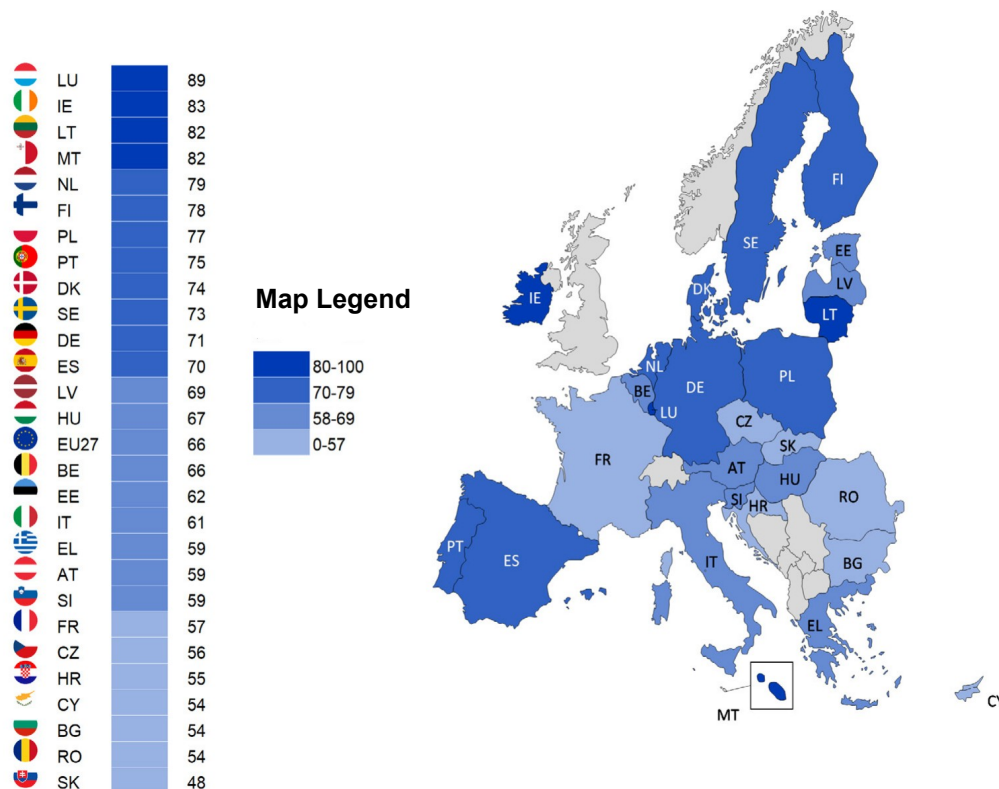 LU 89
IE 83
LT 82
MT 82
NL 79
FI 78
PL 77
PT 75
DK 74
SE 73
DE 71
ES 70
LV 69
HU 67
EU27 66
BE 66
EE 62
IT 61
EL 59
AT 59
SI 59
FR 57
CZ 56
HR 55
CY 54
BG 54
RO 54
SK 48
Map Legend
80-100
70-79
58-69
0-57
FI
SE
EE
LV
LT
DK
IE
NL
BE
LU
DE
PL
CZ
SK
FR
AT
HU
SI
HR
RO
PT
ES
IT
BG
EL
MT
CY